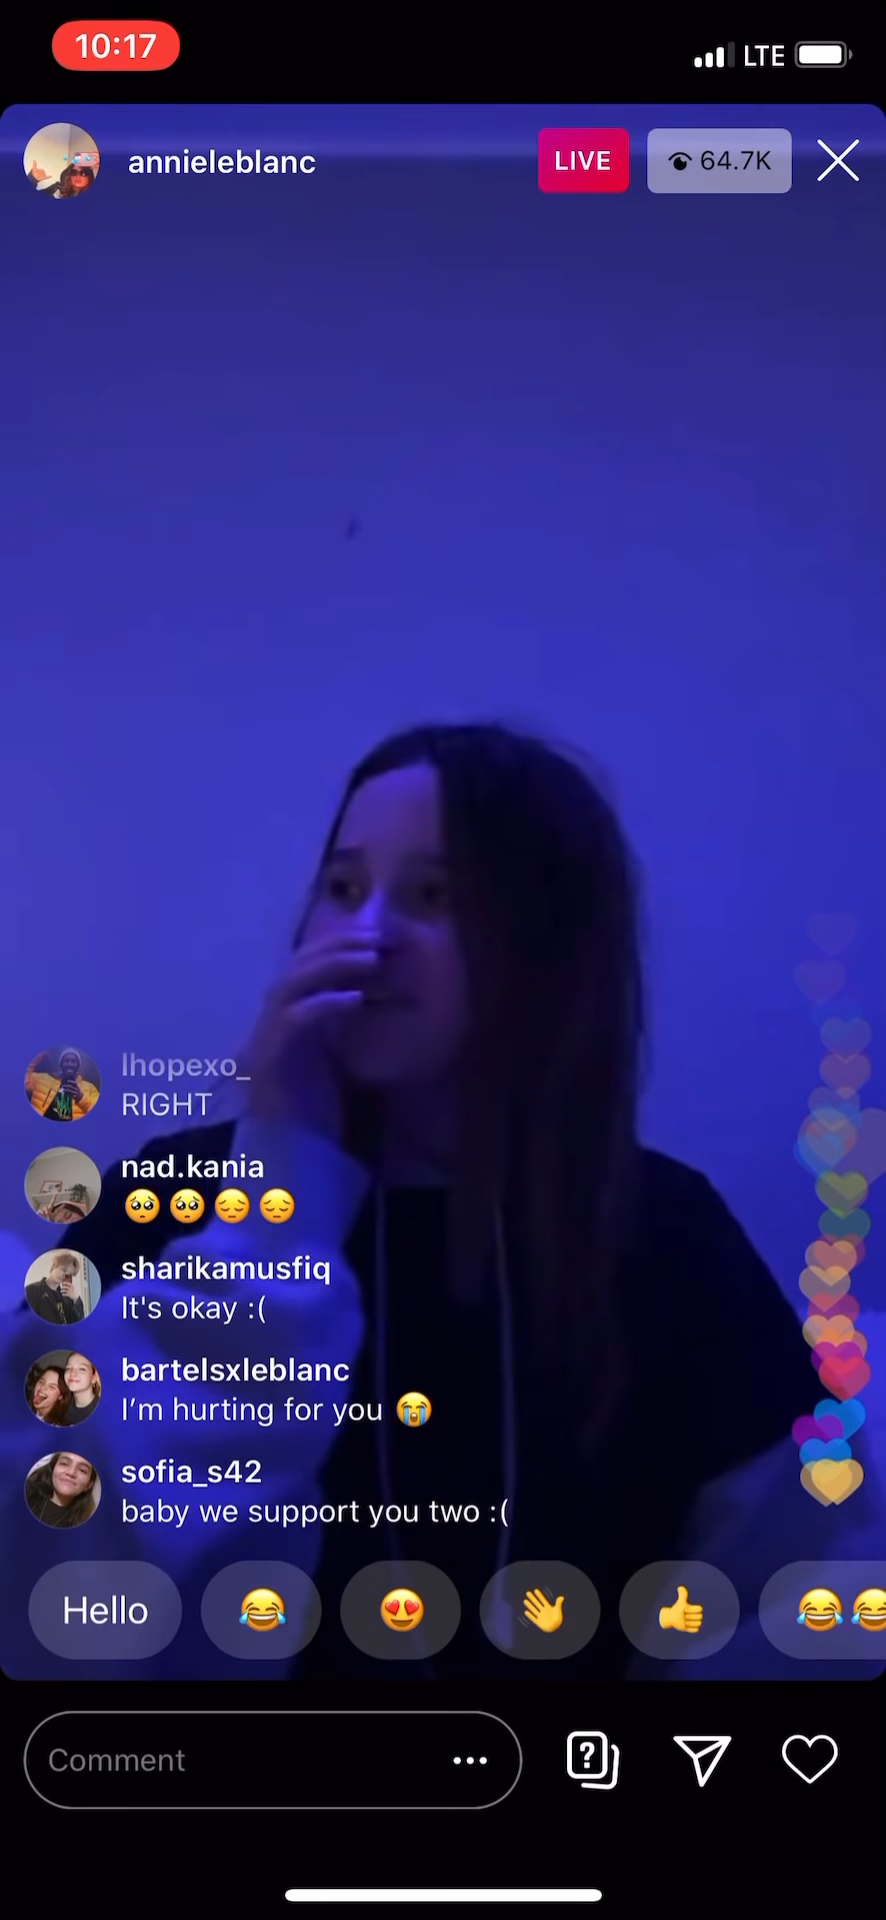 10:17
LTE
annieleblanc
LIVE
64.7K
lhopexo_
RIGHT
nad.kania
🥺🥺😔😔
sharikamusfiq
It's okay :(
bartelsxleblanc
I’m hurting for you 😭
sofia_s42
baby we support you two :(
Hello
Comment